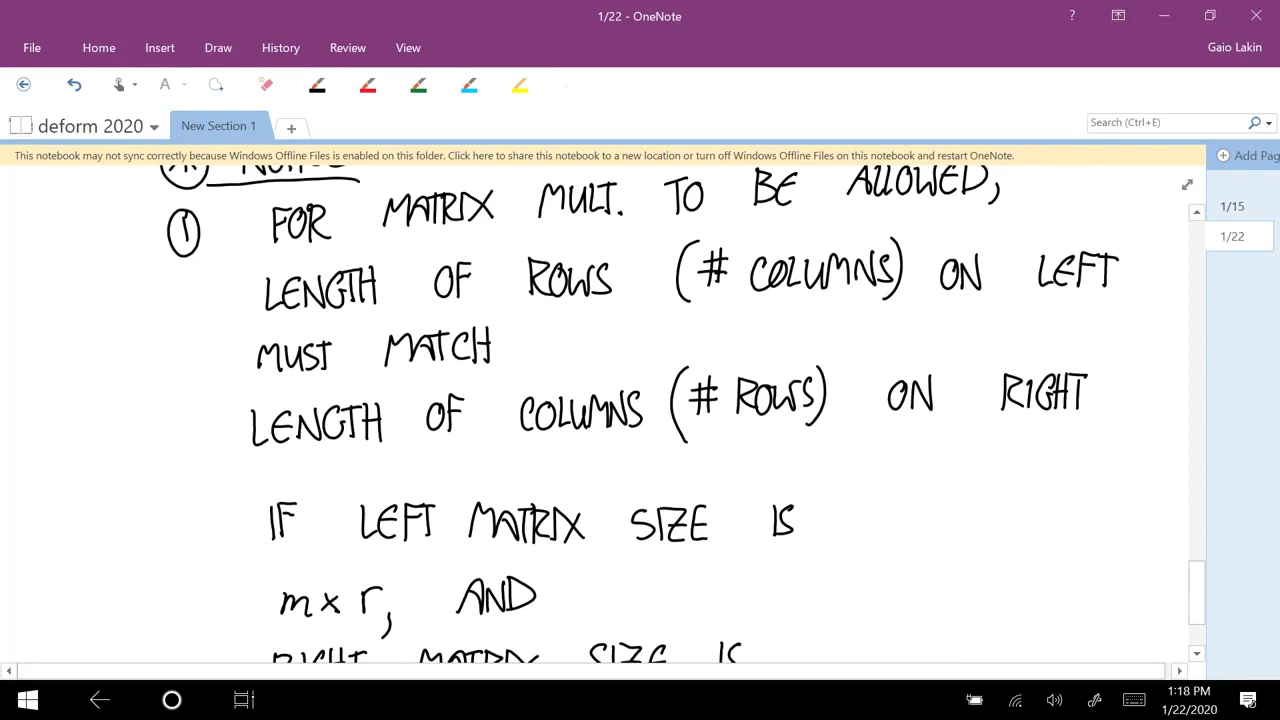 1/22 - OneNote
?
File Home Insert Draw History Review View
Gaio Lakin
deform 2020
New Section 1
+
Search (Ctrl+E)
This notebook may not sync correctly because Windows Offline Files is enabled on this folder. Click here to share this notebook to a new location or turn off Windows Offline Files on this notebook and restart OneNote.
Add Pag
1/15
1/22
① FOR MATRIX MULT. TO BE ALLOWED,
LENGTH OF ROWS (# COLUMNS) ON LEFT
MUST MATCH
LENGTH OF COLUMNS (# ROWS) ON RIGHT
IF LEFT MATRIX SIZE IS
m x r, AND
RIGHT MATRIX SIZE IS
1:18 PM
1/22/2020